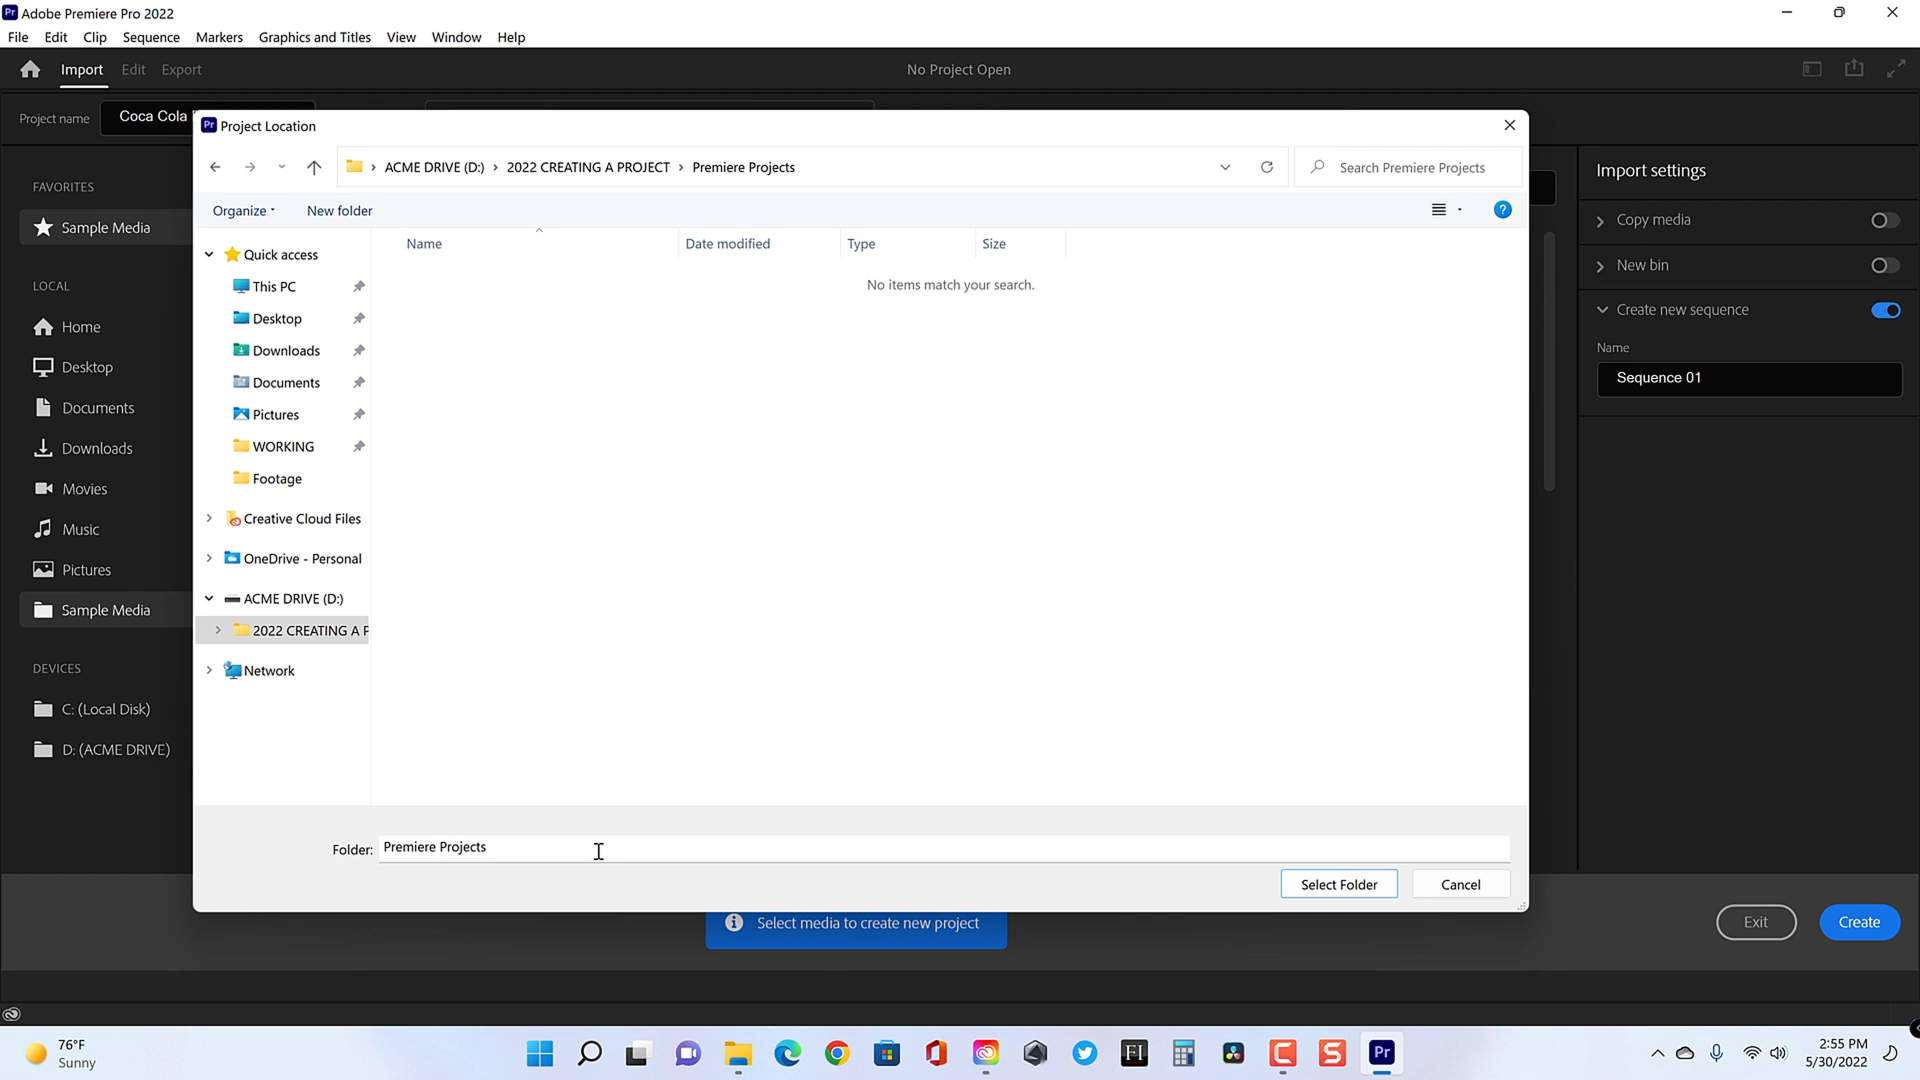 Pr Adobe Premiere Pro 2022
File Edit Clip Sequence Markers Graphics and Titles View Window Help
Import Edit Export No Project Open
Project name Coca Cola
Pr Project Location
ACME DRIVE (D:) > 2022 CREATING A PROJECT > Premiere Projects Search Premiere Projects
Organize New folder ?
Name Date modified Type Size
No items match your search.
Quick access
This PC
Desktop
Downloads
Documents
Pictures
WORKING
Footage
Creative Cloud Files
OneDrive - Personal
ACME DRIVE (D:)
2022 CREATING A P
Network
Folder: Premiere Projects
Select Folder Cancel
FAVORITES
Sample Media
LOCAL
Home
Desktop
Documents
Downloads
Movies
Music
Pictures
Sample Media
DEVICES
C: (Local Disk)
D: (ACME DRIVE)
Import settings
Copy media
New bin
Create new sequence
Name
Sequence 01
Select media to create new project
Exit Create
76°F
Sunny
FI C S Pr
2:55 PM
5/30/2022